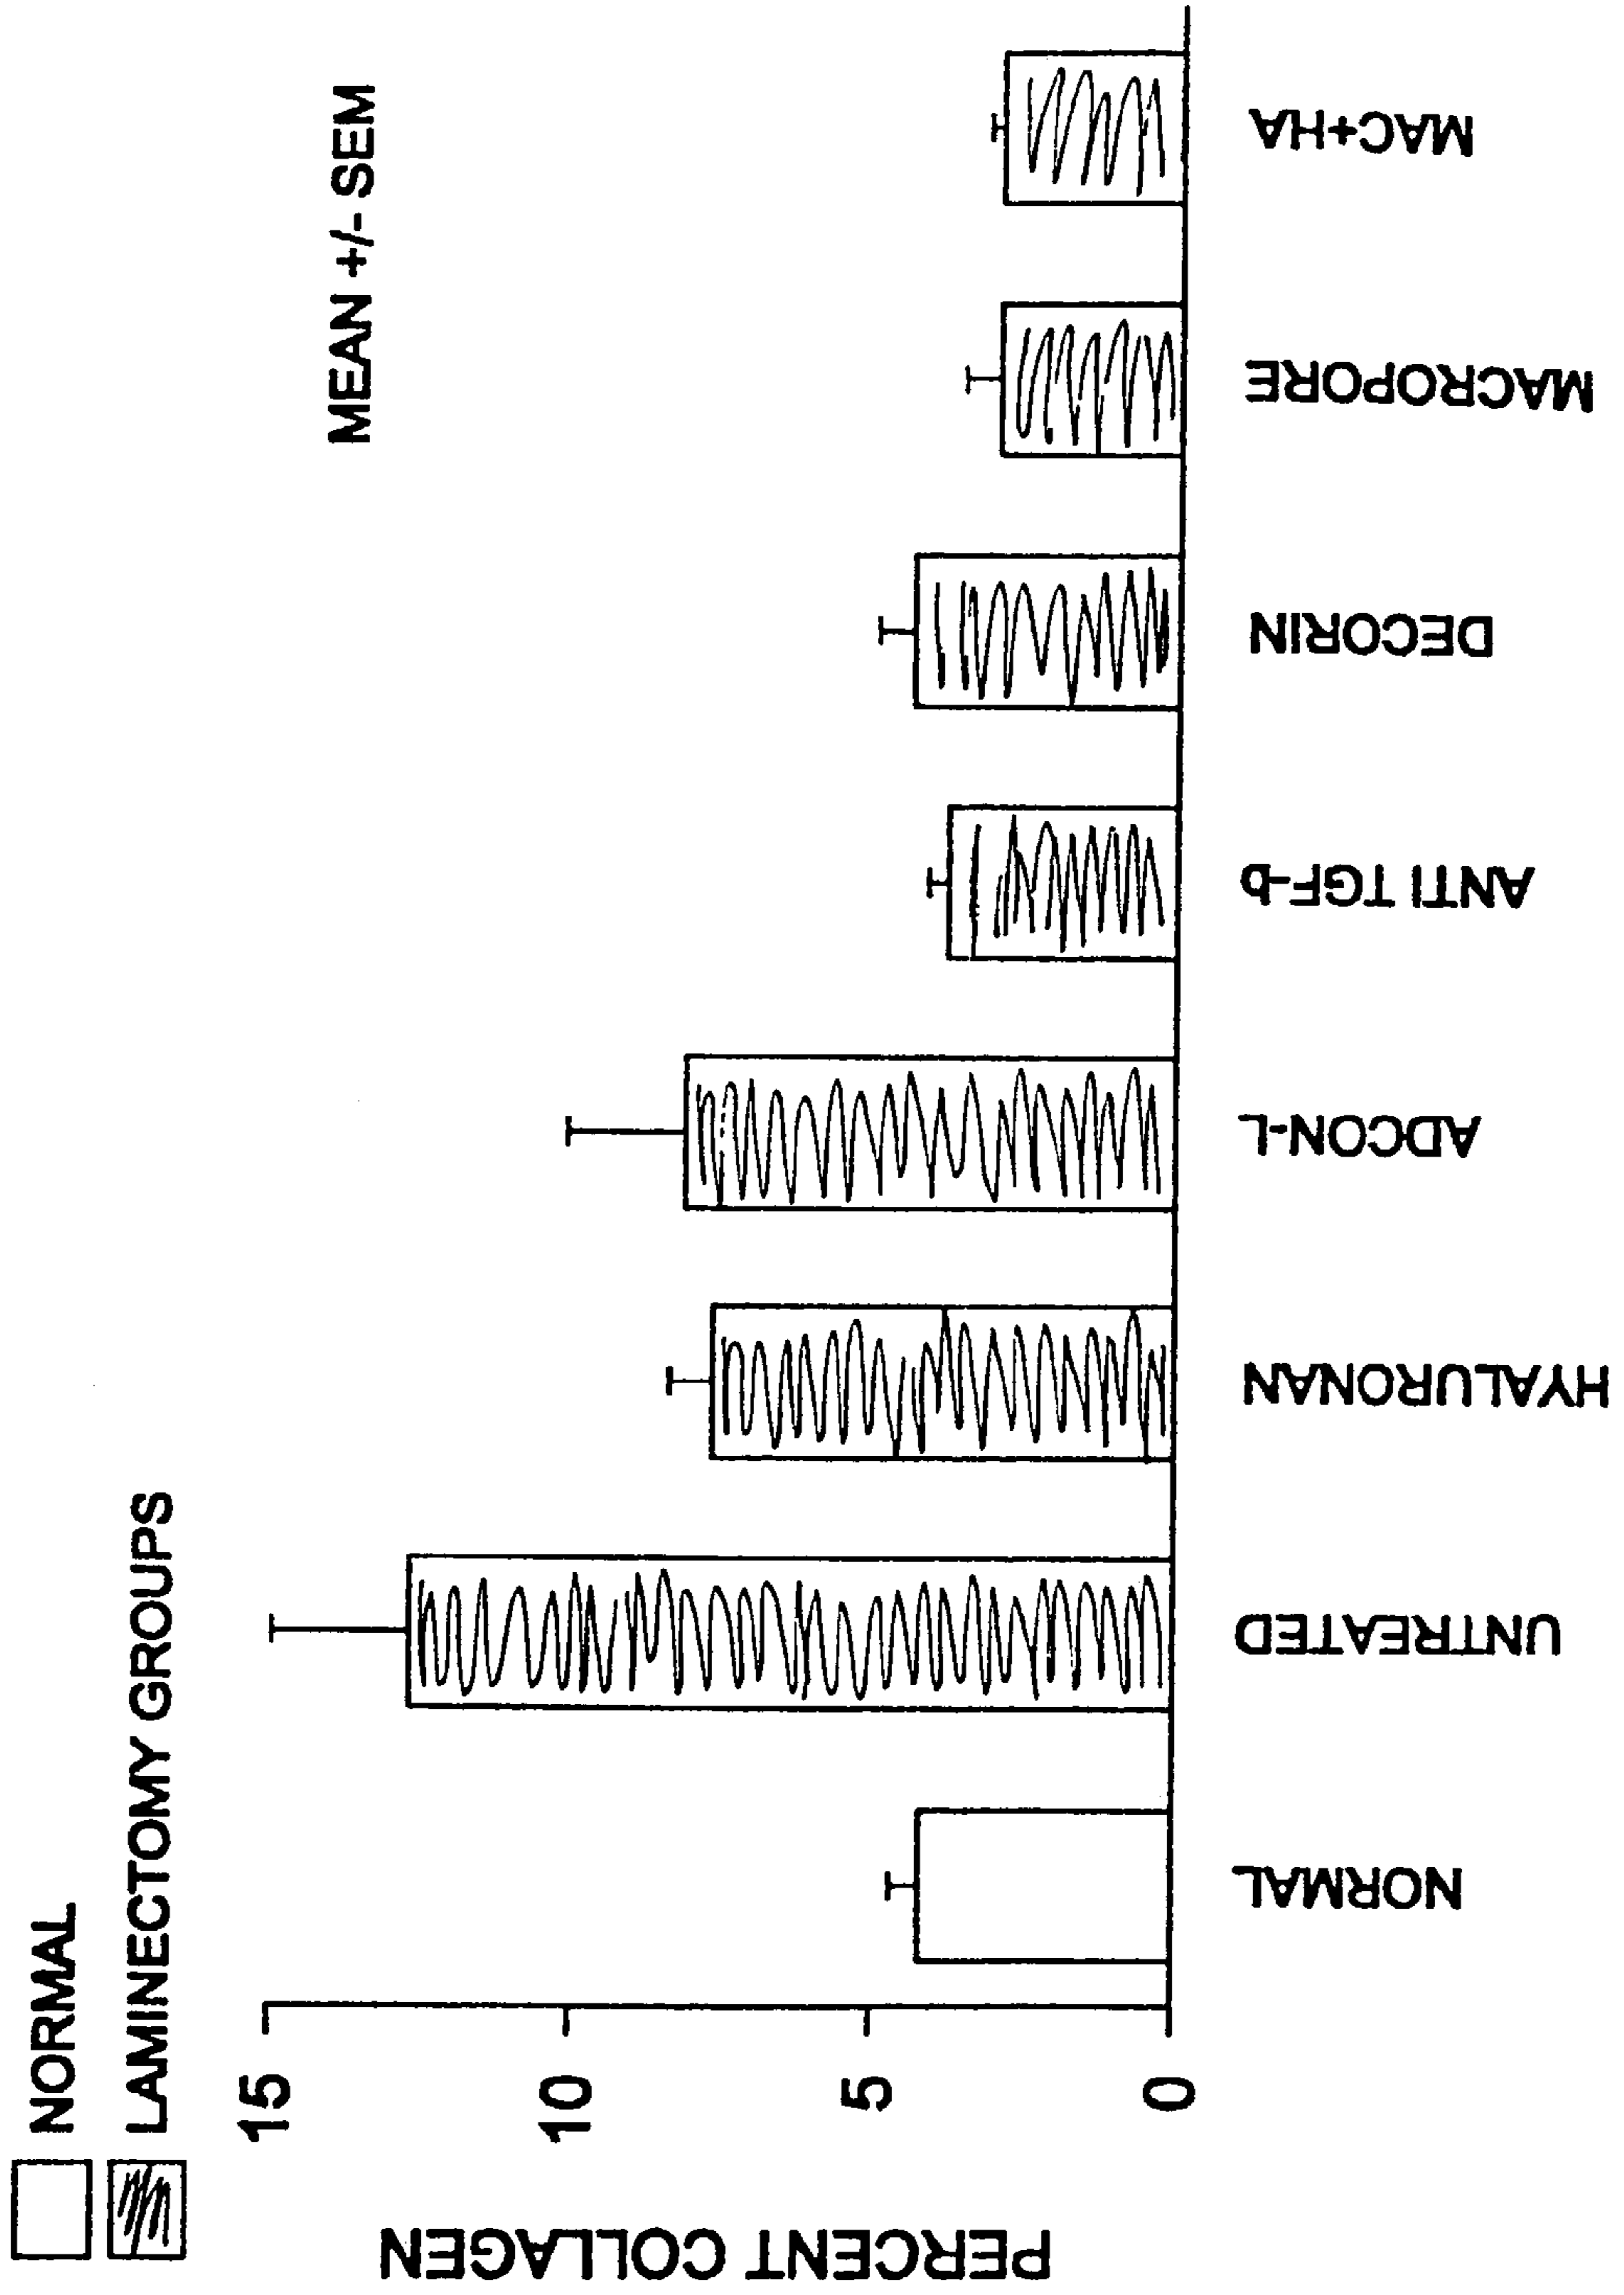 NORMAL
LAMINECTOMY GROUPS
MEAN +/- SEM
PERCENT COLLAGEN
15
10
5
0
NORMAL
UNTREATED
HYALURONAN
ADCON-L
ANTI TGF-b
DECORIN
MACROPORE
MAC+HA